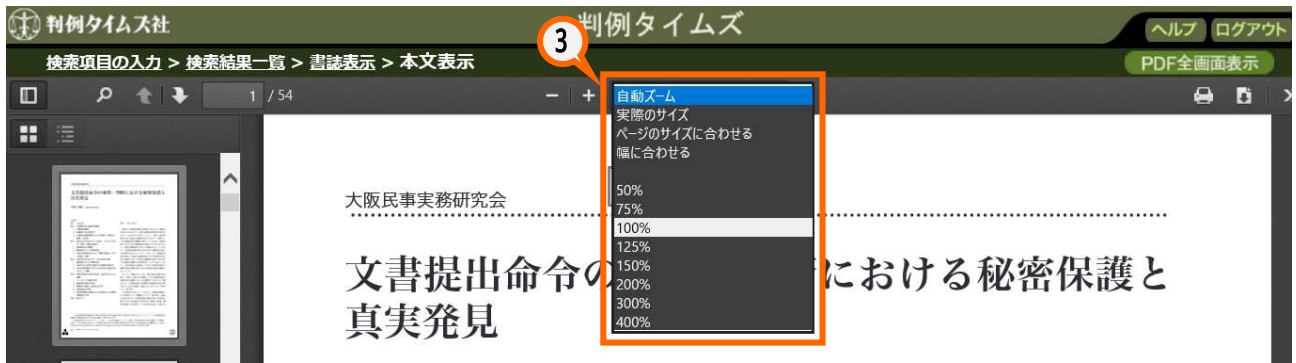 判例タイムズ社
判例タイムズ
ヘルプ ログアウト
検索項目の入力 > 検索結果一覧 > 書誌表示 > 本文表示
PDF全画面表示
3
1 / 54
自動ズーム
実際のサイズ
ページのサイズに合わせる
幅に合わせる
50%
75%
100%
125%
150%
200%
300%
400%
大阪民事実務研究会
文書提出命令の
における秘密保護と
真実発見